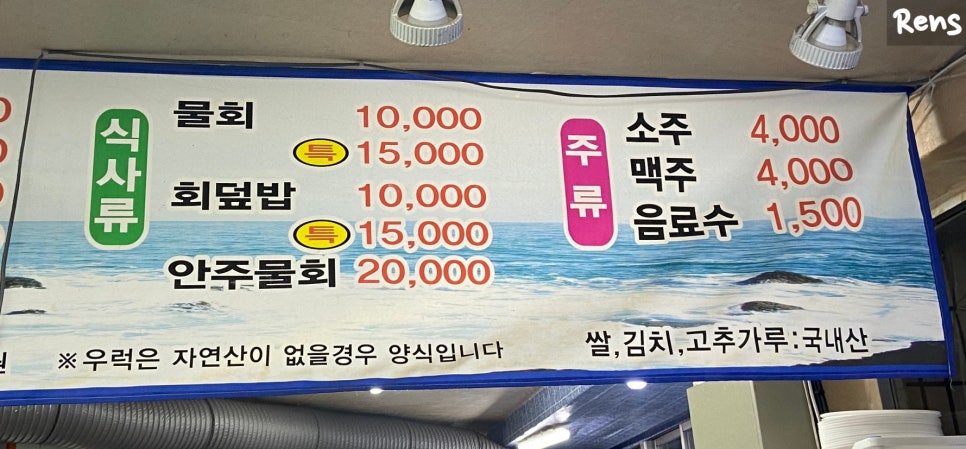 Rens
식사류
물회 10,000
특 15,000
회덮밥 10,000
특 15,000
안주물회 20,000
주류
소주 4,000
맥주 4,000
음료수 1,500
※우럭은 자연산이 없을경우 양식입니다
쌀,김치,고추가루:국내산